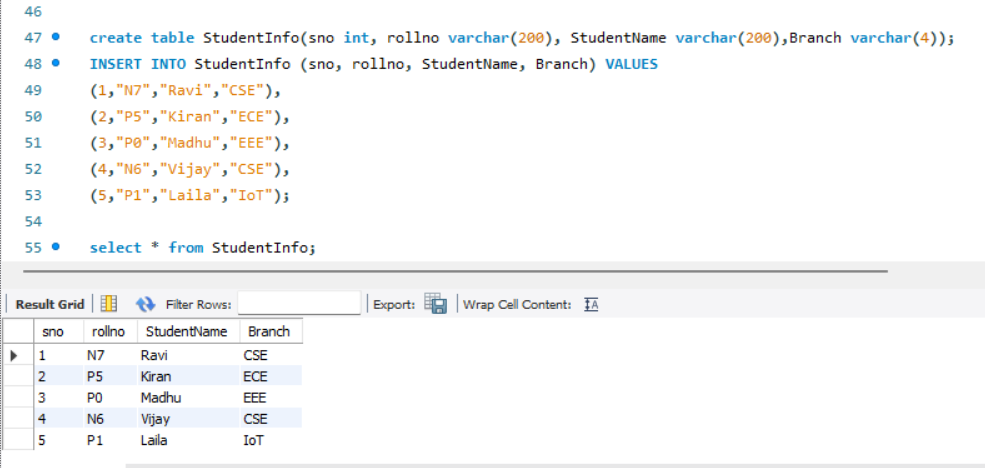 46
47 create table StudentInfo(sno int, rollno varchar(200), StudentName varchar(200),Branch varchar(4));
48 INSERT INTO StudentInfo (sno, rollno, StudentName, Branch) VALUES
49 (1,"N7","Ravi","CSE"),
50 (2,"P5","Kiran","ECE"),
51 (3,"P0","Madhu","EEE"),
52 (4,"N6","Vijay","CSE"),
53 (5,"P1","Laila","IoT");
54
55 select * from StudentInfo;
Result Grid Filter Rows: Export: Wrap Cell Content: IA
sno rollno StudentName Branch
1 N7 Ravi CSE
2 P5 Kiran ECE
3 P0 Madhu EEE
4 N6 Vijay CSE
5 P1 Laila IoT